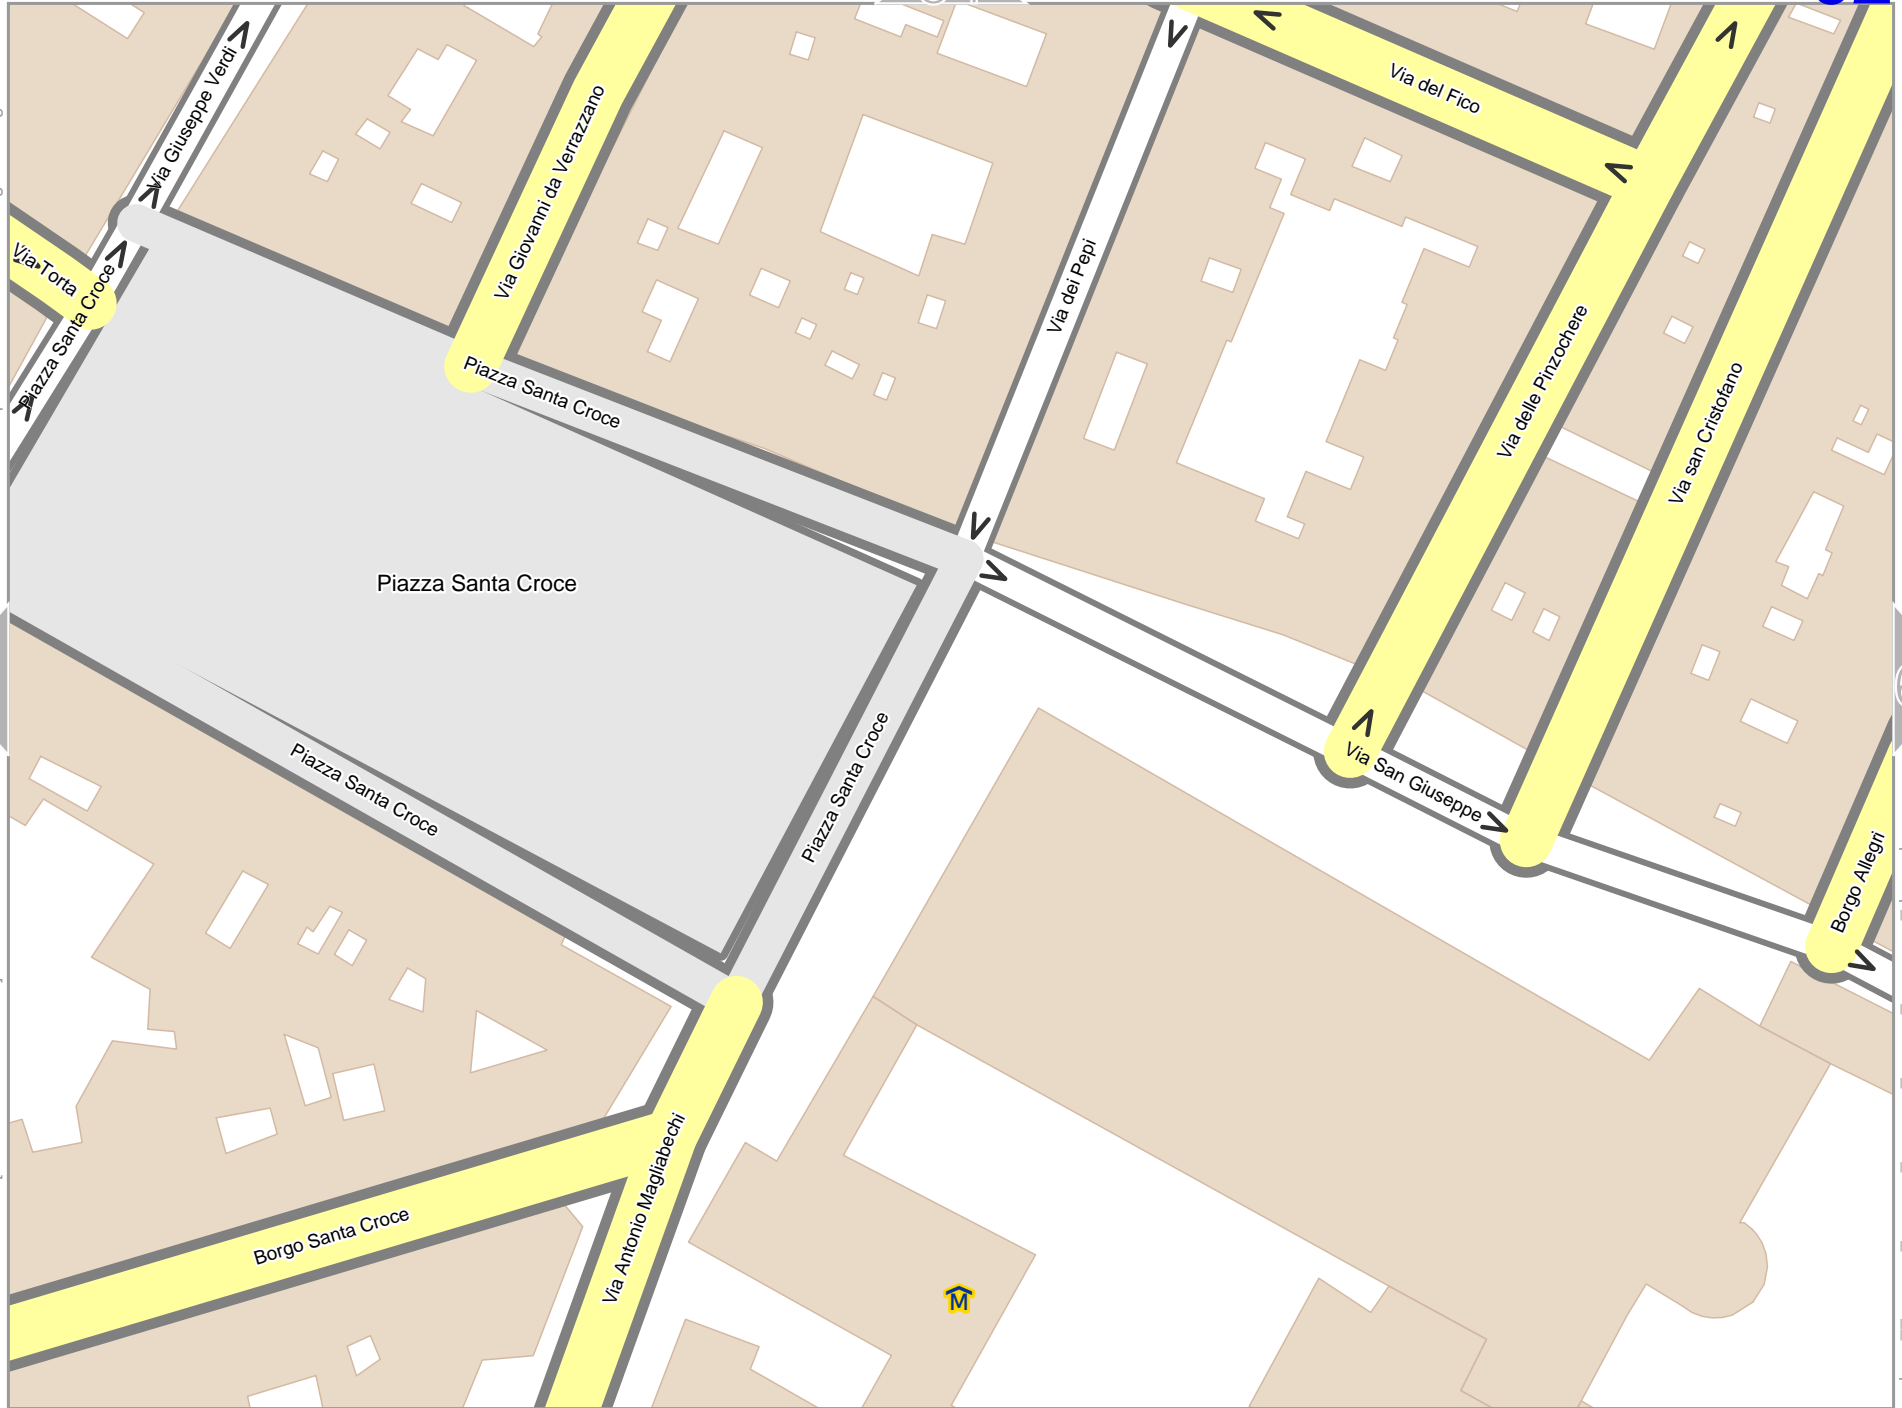 Via Giuseppe Verdi
Via del Fico
Via Giovanni da Verrazzano
Via Torta
Piazza Santa Croce
Via dei Pepi
Piazza Santa Croce
Via delle Pinzochere
Via san Cristofano
Piazza Santa Croce
Piazza Santa Croce
Piazza Santa Croce
Via San Giuseppe
Borgo Allegri
Via Antonio Magliabechi
Borgo Santa Croce
M